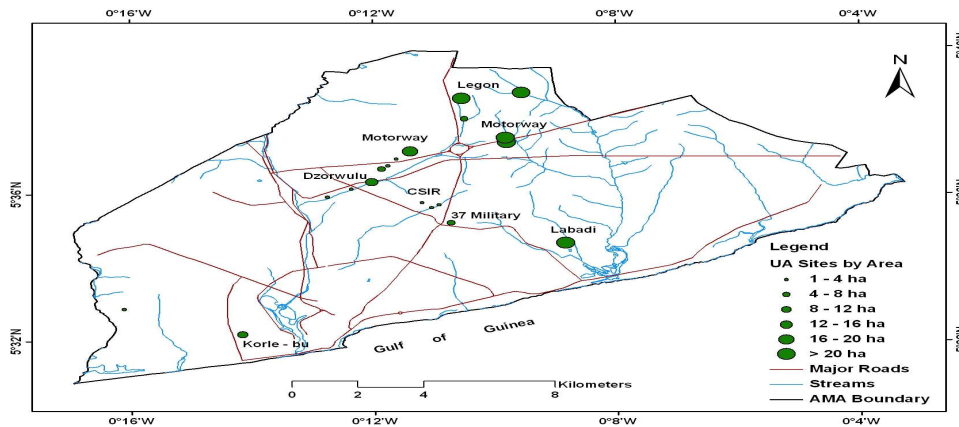 0°16'W 0°12'W 0°8'W 0°4'W
N
Legon
Motorway
Motorway
Dzorwulu
CSIR
5°36'N
37 Military
Labadi
Legend
UA Sites by Area
1 - 4 ha
4 - 8 ha
8 - 12 ha
12 - 16 ha
16 - 20 ha
> 20 ha
Major Roads
Streams
AMA Boundary
5°32'N
Korle - bu
Gulf of Guinea
Kilometers
0 2 4 8
0°16'W 0°12'W 0°8'W 0°4'W